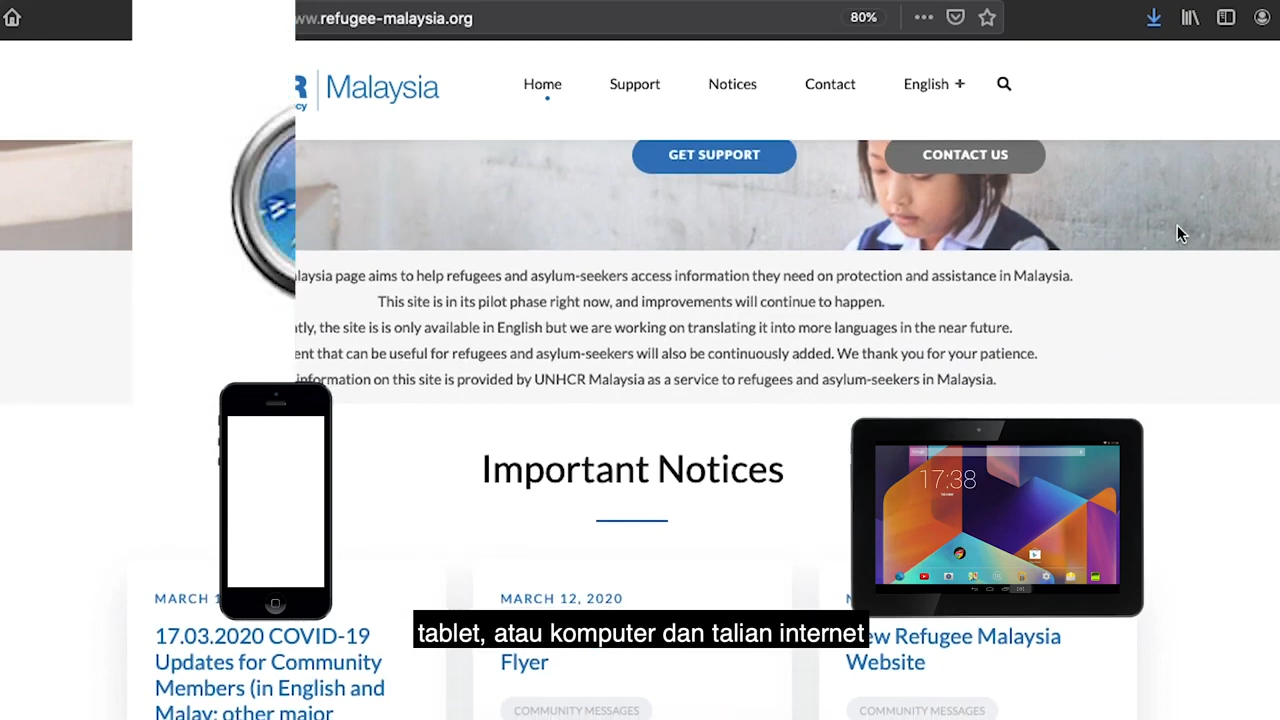 ww.refugee-malaysia.org
80%
R Malaysia
cy
Home
Support
Notices
Contact
English +
GET SUPPORT
CONTACT US
laysia page aims to help refugees and asylum-seekers access information they need on protection and assistance in Malaysia.
This site is in its pilot phase right now, and improvements will continue to happen.
ntly, the site is is only available in English but we are working on translating it into more languages in the near future.
ent that can be useful for refugees and asylum-seekers will also be continuously added. We thank you for your patience.
information on this site is provided by UNHCR Malaysia as a service to refugees and asylum-seekers in Malaysia.
Important Notices
17:38
MARCH 1
17.03.2020 COVID-19
Updates for Community
Members (in English and
Malay; other major
MARCH 12, 2020
Flyer
COMMUNITY MESSAGES
ew Refugee Malaysia
Website
COMMUNITY MESSAGES
tablet, atau komputer dan talian internet